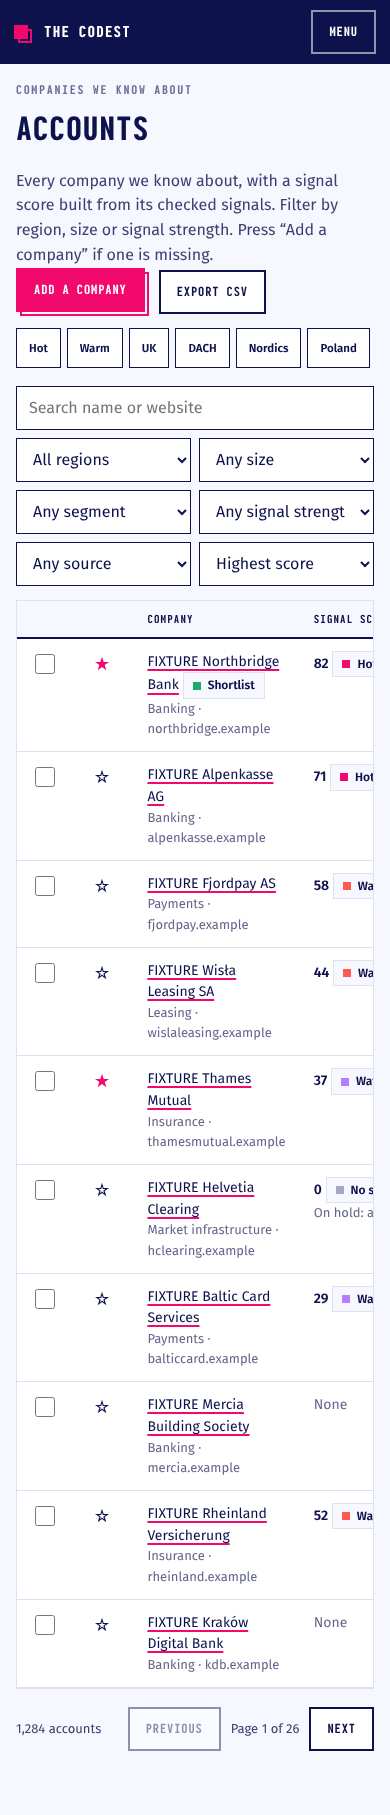 THE CODEST
MENU
COMPANIES WE KNOW ABOUT
ACCOUNTS
Every company we know about, with a signal
score built from its checked signals. Filter by
region, size or signal strength. Press “Add a
company” if one is missing.
ADD A COMPANY
EXPORT CSV
Hot
Warm
UK
DACH
Nordics
Poland
Search name or website
All regions
Any size
Any segment
Any signal strengt
Any source
Highest score
COMPANY
SIGNAL SC
FIXTURE Northbridge
Bank
Shortlist
Banking ·
northbridge.example
82
Ho
FIXTURE Alpenkasse
AG
Banking ·
alpenkasse.example
71
Hot
FIXTURE Fjordpay AS
Payments ·
fjordpay.example
58
Wa
FIXTURE Wisła
Leasing SA
Leasing ·
wislaleasing.example
44
Wa
FIXTURE Thames
Mutual
Insurance ·
thamesmutual.example
37
Wa
FIXTURE Helvetia
Clearing
Market infrastructure ·
hclearing.example
0
No s
On hold: a
FIXTURE Baltic Card
Services
Payments ·
balticcard.example
29
Wa
FIXTURE Mercia
Building Society
Banking ·
mercia.example
None
FIXTURE Rheinland
Versicherung
Insurance ·
rheinland.example
52
Wa
FIXTURE Kraków
Digital Bank
Banking · kdb.example
None
1,284 accounts
PREVIOUS
Page 1 of 26
NEXT